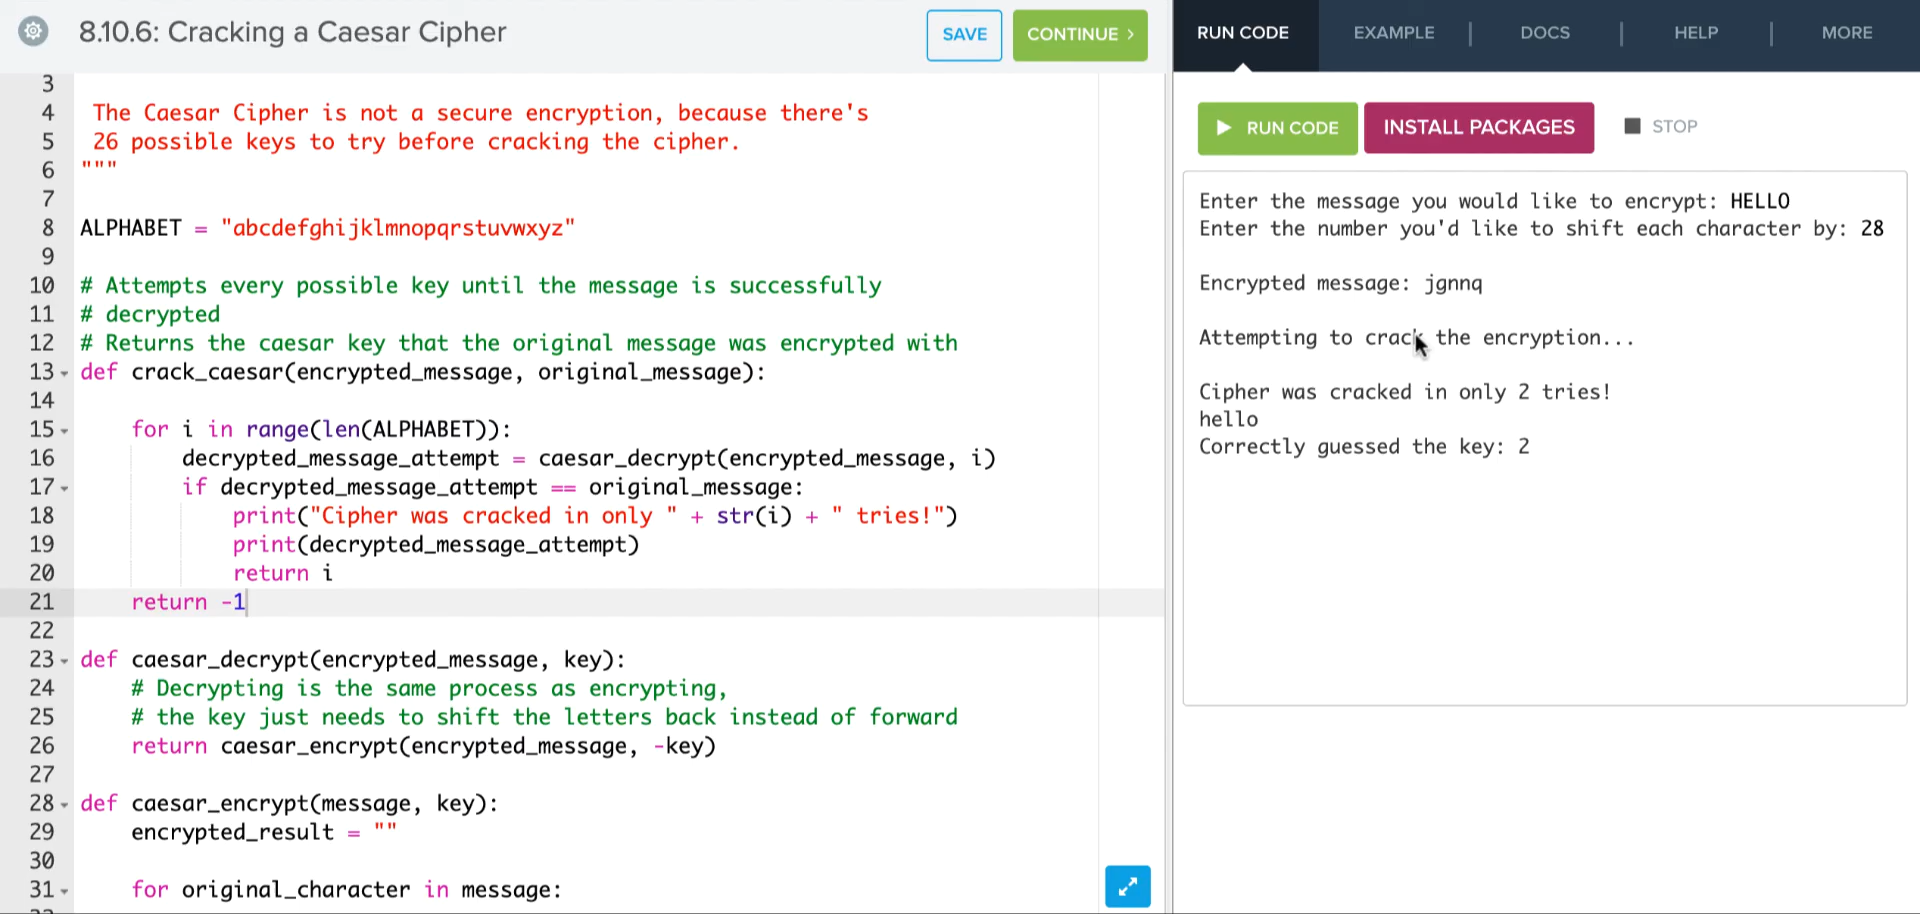 8.10.6: Cracking a Caesar Cipher
SAVE
CONTINUE >
RUN CODE
EXAMPLE
|
DOCS
|
HELP
|
MORE
3
4 The Caesar Cipher is not a secure encryption, because there's
5 26 possible keys to try before cracking the cipher.
6 """
7
8 ALPHABET = "abcdefghijklmnopqrstuvwxyz"
9
10 # Attempts every possible key until the message is successfully
11 # decrypted
12 # Returns the caesar key that the original message was encrypted with
13 def crack_caesar(encrypted_message, original_message):
14
15     for i in range(len(ALPHABET)):
16         decrypted_message_attempt = caesar_decrypt(encrypted_message, i)
17         if decrypted_message_attempt == original_message:
18             print("Cipher was cracked in only " + str(i) + " tries!")
19             print(decrypted_message_attempt)
20             return i
21     return -1
22
23 def caesar_decrypt(encrypted_message, key):
24     # Decrypting is the same process as encrypting,
25     # the key just needs to shift the letters back instead of forward
26     return caesar_encrypt(encrypted_message, -key)
27
28 def caesar_encrypt(message, key):
29     encrypted_result = ""
30
31     for original_character in message:
RUN CODE
INSTALL PACKAGES
STOP
Enter the message you would like to encrypt: HELLO
Enter the number you'd like to shift each character by: 28
Encrypted message: jgnnq
Attempting to crack the encryption...
Cipher was cracked in only 2 tries!
hello
Correctly guessed the key: 2